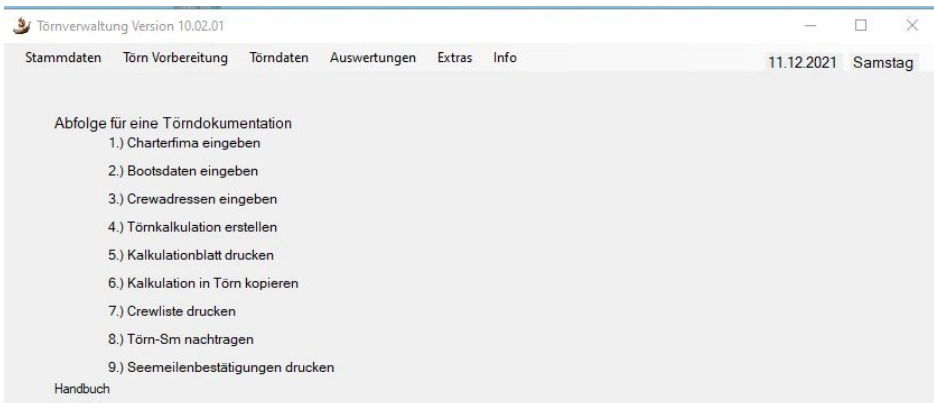 Törnverwaltung Version 10.02.01
Stammdaten Törn Vorbereitung Törndaten Auswertungen Extras Info 11.12.2021 Samstag
Abfolge für eine Törndokumentation
1.) Charterfima eingeben
2.) Bootsdaten eingeben
3.) Crewadressen eingeben
4.) Törnkalkulation erstellen
5.) Kalkulationblatt drucken
6.) Kalkulation in Törn kopieren
7.) Crewliste drucken
8.) Törn-Sm nachtragen
9.) Seemeilenbestätigungen drucken
Handbuch